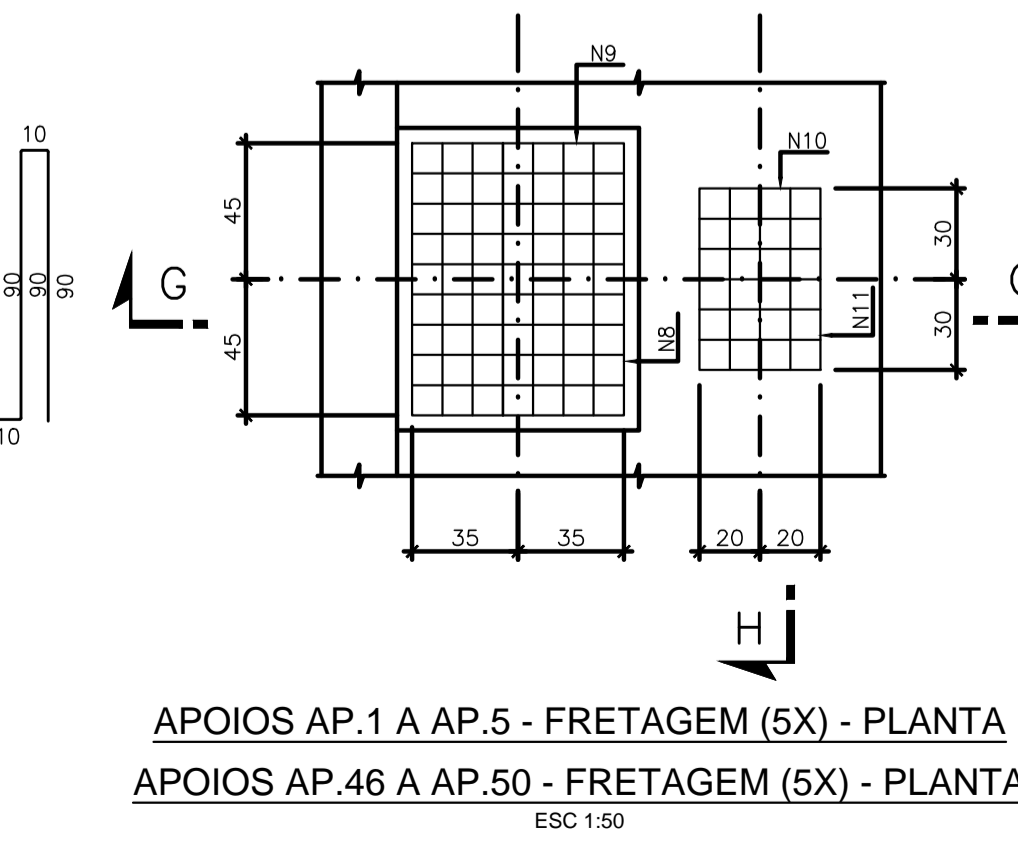 N9
10
N10
45
30
90
90
90
G
45
30
N11
N8
10
35
35
20
20
H
APOIOS AP.1 A AP.5 - FRETAGEM (5X) - PLANTA
APOIOS AP.46 A AP.50 - FRETAGEM (5X) - PLANTA
ESC 1:50